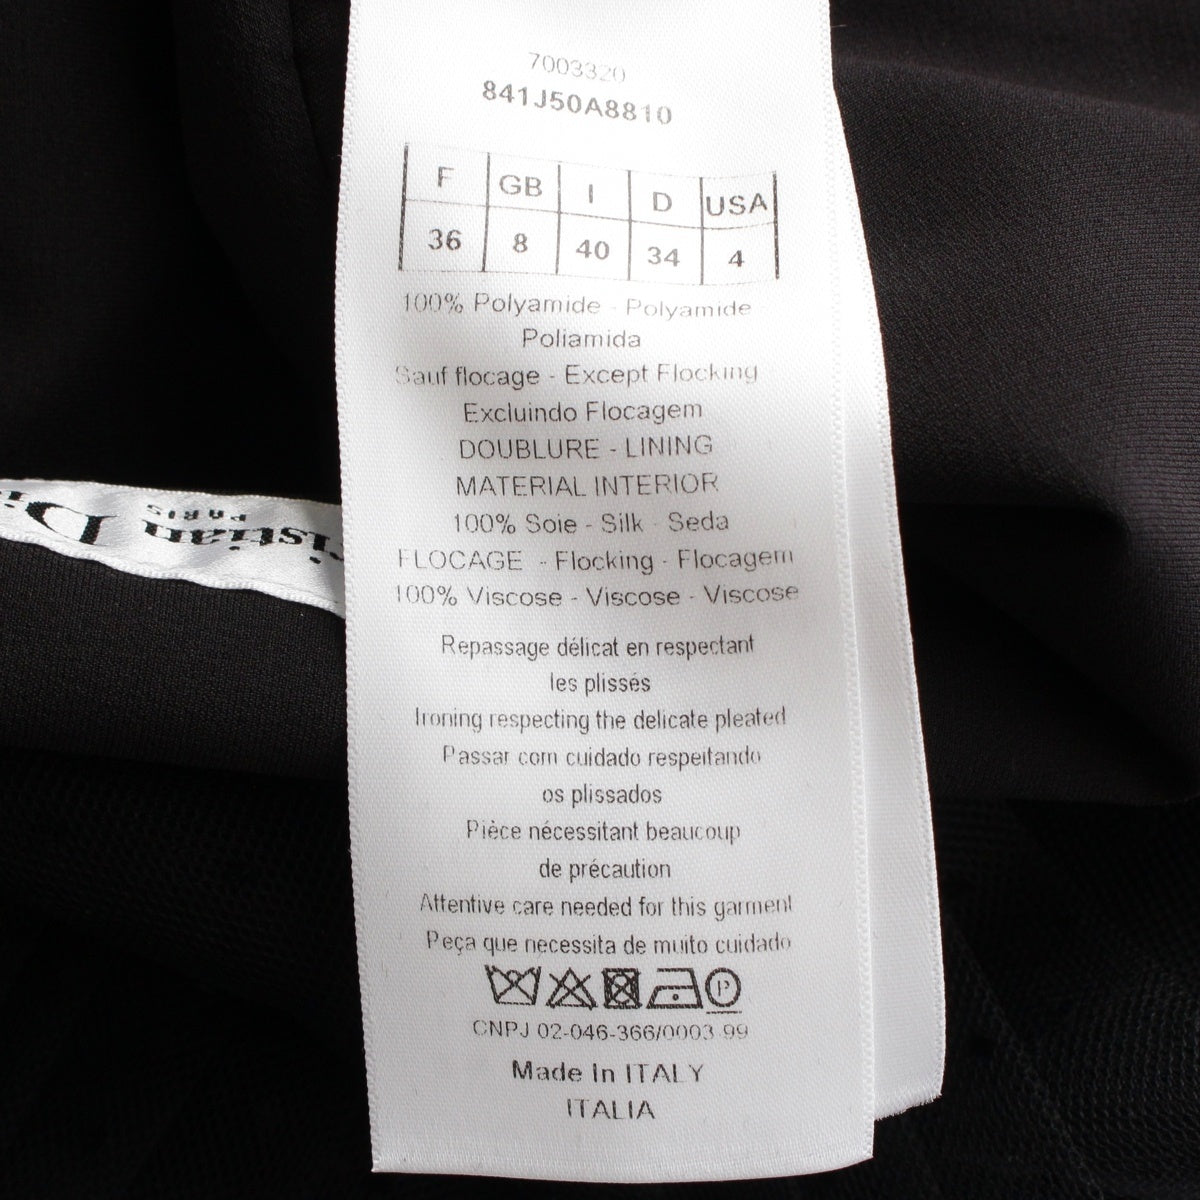 7003320
841J50A8810
F GB I D USA
36 8 40 34 4
100% Polyamide - Polyamide
Poliamida
Sauf flocage - Except Flocking
Excluindo Flocagem
DOUBLURE - LINING
MATERIAL INTERIOR
100% Soie - Silk - Seda
FLOCAGE - Flocking - Flocagem
100% Viscose - Viscose - Viscose
Repassage délicat en respectant
les plissés
Ironing respecting the delicate pleated
Passar com cuidado respeitando
os plissados
Pièce nécessitant beaucoup
de précaution
Attentive care needed for this garment
Peça que necessita de muito cuidado
P
CNPJ 02-046-366/0003-99
Made in ITALY
ITALIA
ristian Di
PARIS